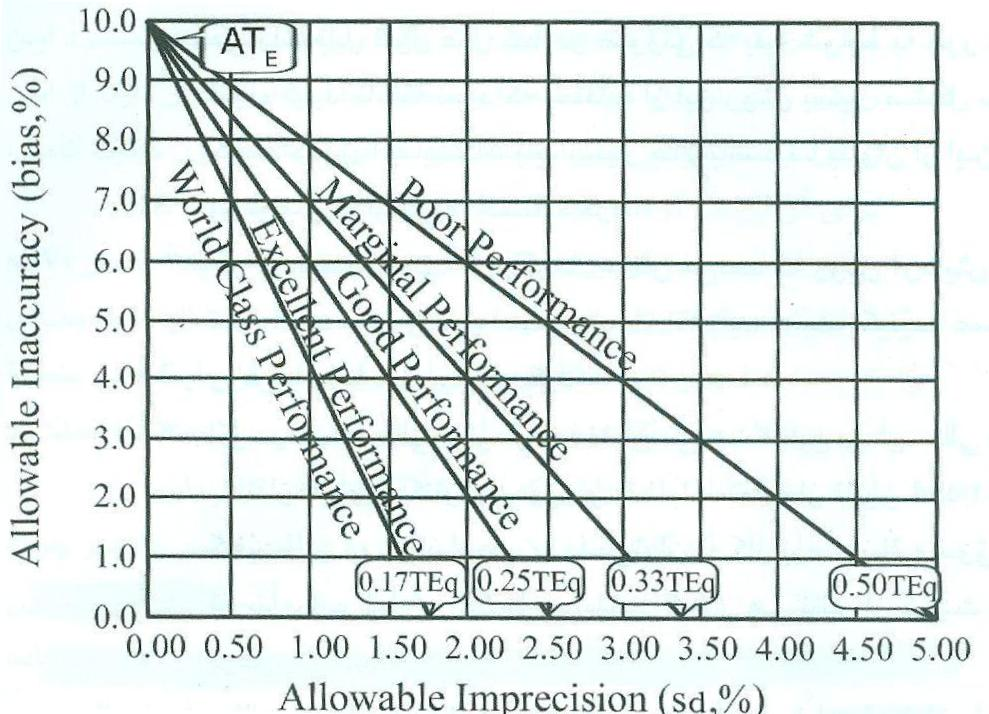 10.0
9.0
8.0
7.0
6.0
5.0
4.0
3.0
2.0
1.0
0.0
Allowable Inaccuracy (bias,%)
ATE
Poor Performance
Marginal Performance
Good Performance
Excellent Performance
World Class Performance
0.17TEq
0.25TEq
0.33TEq
0.50TEq
0.00 0.50 1.00 1.50 2.00 2.50 3.00 3.50 4.00 4.50 5.00
Allowable Imprecision (sd,%)